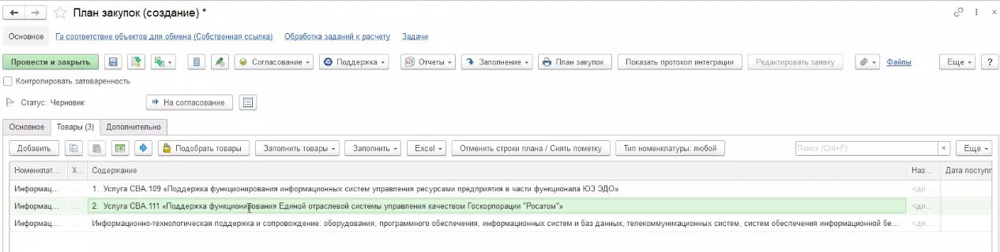 План закупок (создание) *
Основное Га соответствие объектов для обмена (Собственная ссылка) Обработка заданий к расчету Задачи
Провести и закрыть Согласование Поддержка Отчеты Заполнение План закупок Показать протокол интеграции Редактировать заявку Файлы Еще ?
Контролировать затоваренность
Статус: Черновик На согласование
Основное Товары (3) Дополнительно
Добавить Подобрать товары Заполнить товары Заполнить Excel Отменить строки плана / Снять пометку Тип номенклатуры: любой Поиск (Ctrl+F) × Еще
Номенклат... Х... Содержание Наз... Дата поступл
Информац... ... 1. Услуга СВА.109 «Поддержка функционирования информационных систем управления ресурсами предприятия в части функционала ЮЗ ЭДО» <дл...
Информац... ... 2. Услуга СВА.111 «Поддержка функционирования Единой отраслевой системы управления качеством Госкорпорации "Росатом"» <дл...
Информац... ... Информационно-технологическая поддержка и сопровождение: оборудования, программного обеспечения, информационных систем и баз данных, телекоммуникационных систем, систем обеспечения информационной бе... <дл...